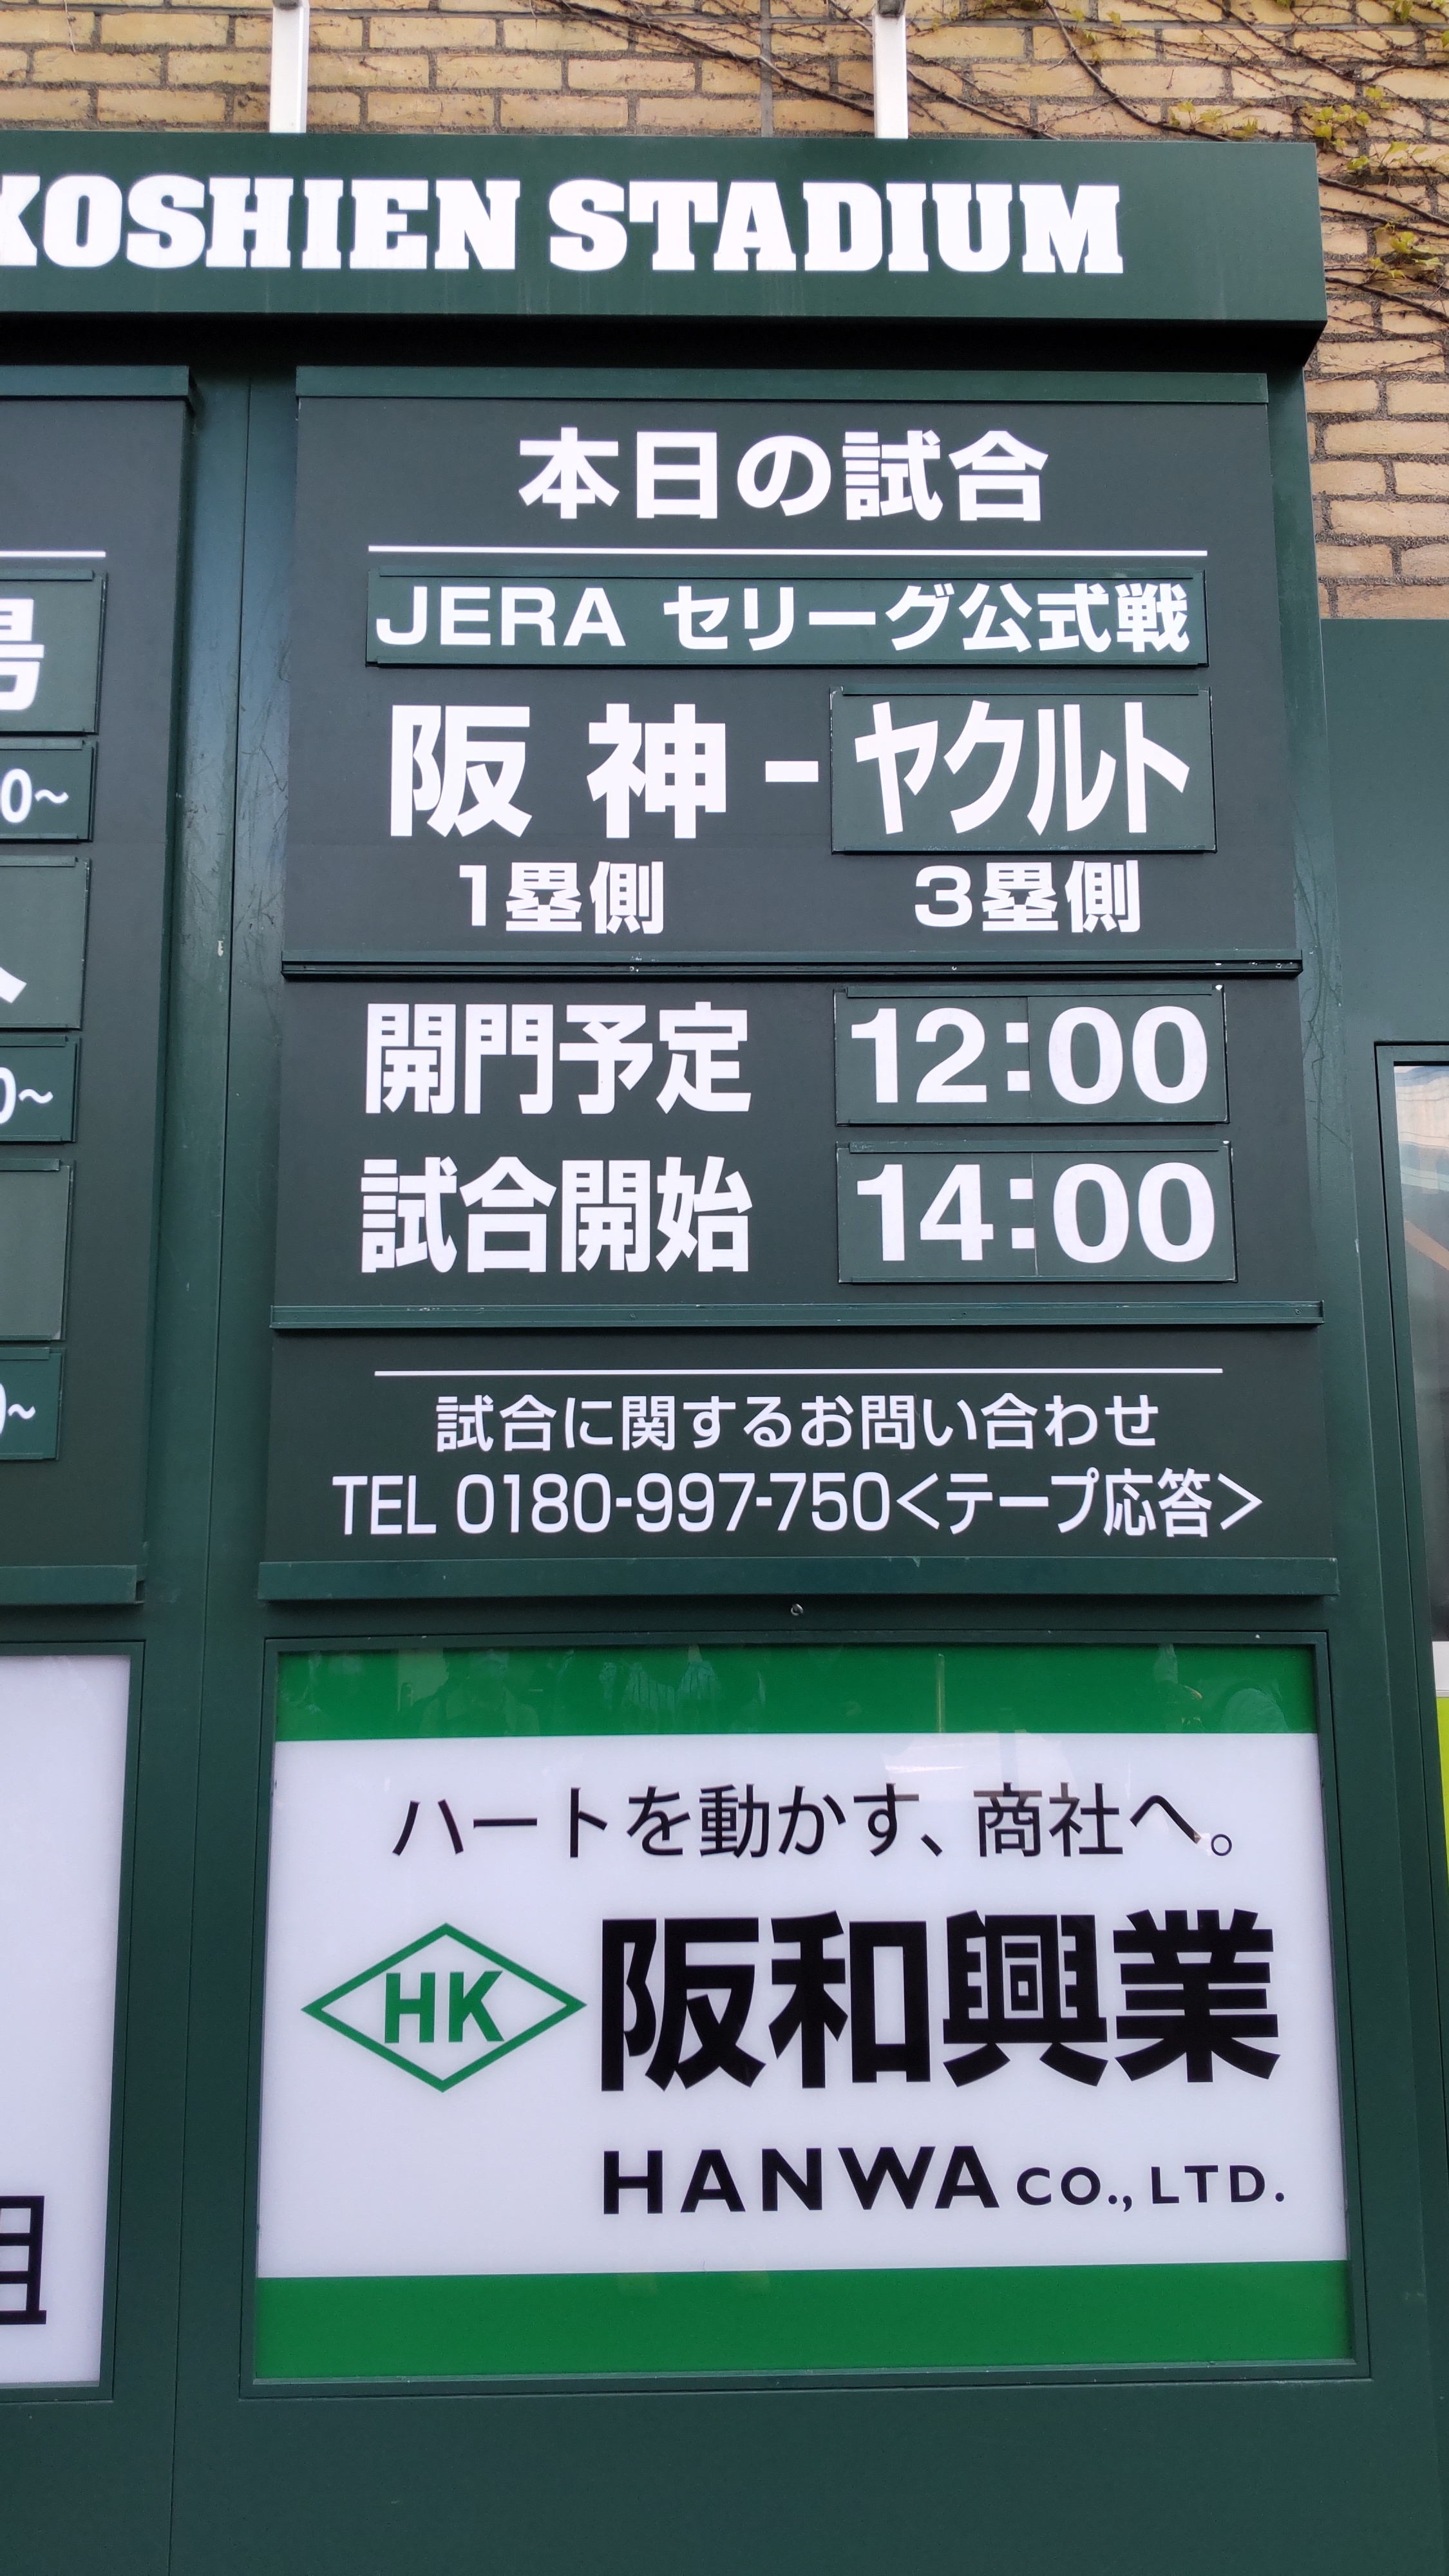 KOSHIEN STADIUM
本日の試合
JERA セリーグ公式戦
阪神-ヤクルト
1塁側 3塁側
開門予定 12:00
試合開始 14:00
試合に関するお問い合わせ
TEL 0180-997-750<テープ応答>
ハートを動かす、商社へ。
HK 阪和興業
HANWA CO., LTD.
0~
0~